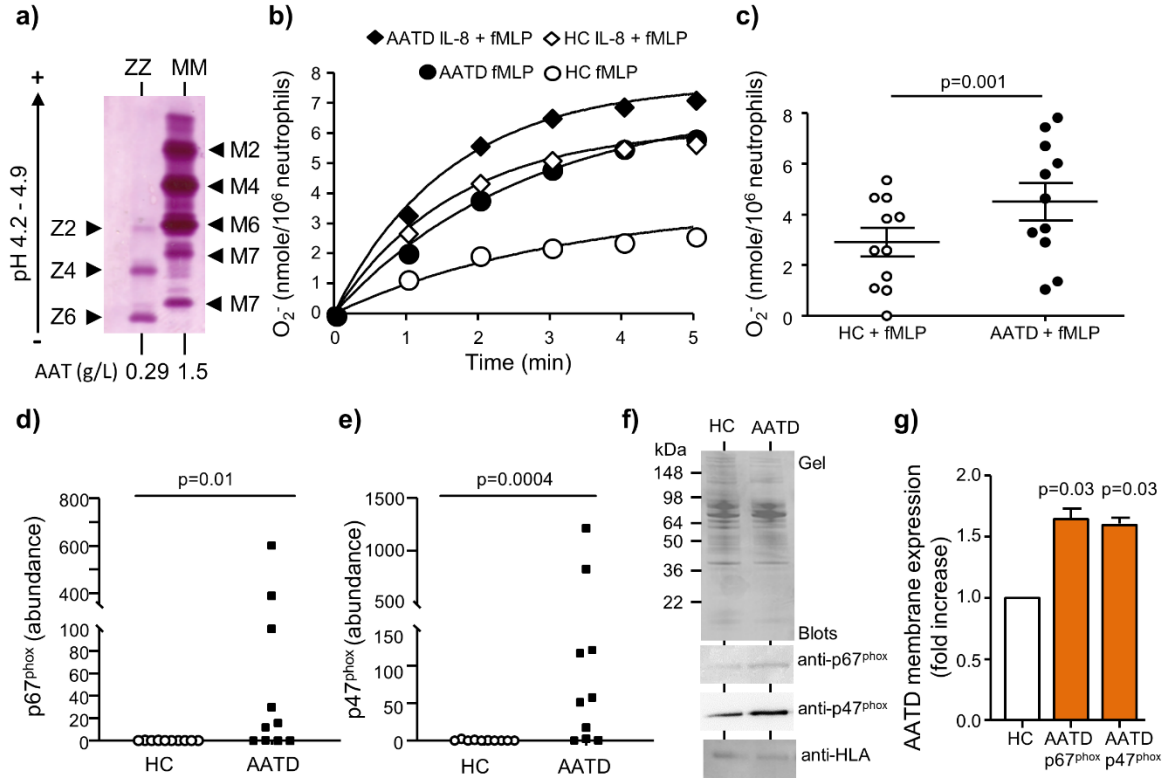 a)
ZZ MM
+
pH 4.2 - 4.9
-
M2
M4
M6
M7
M7
Z2
Z4
Z6
AAT (g/L) 0.29 1.5
b)
AATD IL-8 + fMLP HC IL-8 + fMLP
AATD fMLP HC fMLP
O₂⁻ (nmole/10⁶ neutrophils)
8
7
6
5
4
3
2
1
0
0 1 2 3 4 5
Time (min)
c)
p=0.001
O₂⁻ (nmole/10⁶ neutrophils)
8
6
4
2
0
HC + fMLP AATD + fMLP
d)
p=0.01
p67ᵖʰᵒˣ (abundance)
800
600
400
100
80
60
40
20
0
HC AATD
e)
p=0.0004
p47ᵖʰᵒˣ (abundance)
1500
1000
500
150
100
50
0
HC AATD
f)
HC AATD
kDa
148
98
64
50
36
22
Gel
Blots
anti-p67ᵖʰᵒˣ
anti-p47ᵖʰᵒˣ
anti-HLA
g)
AATD membrane expression
(fold increase)
2.0
1.5
1.0
0.5
0.0
p=0.03 p=0.03
HC AATD AATD
p67ᵖʰᵒˣ p47ᵖʰᵒˣ